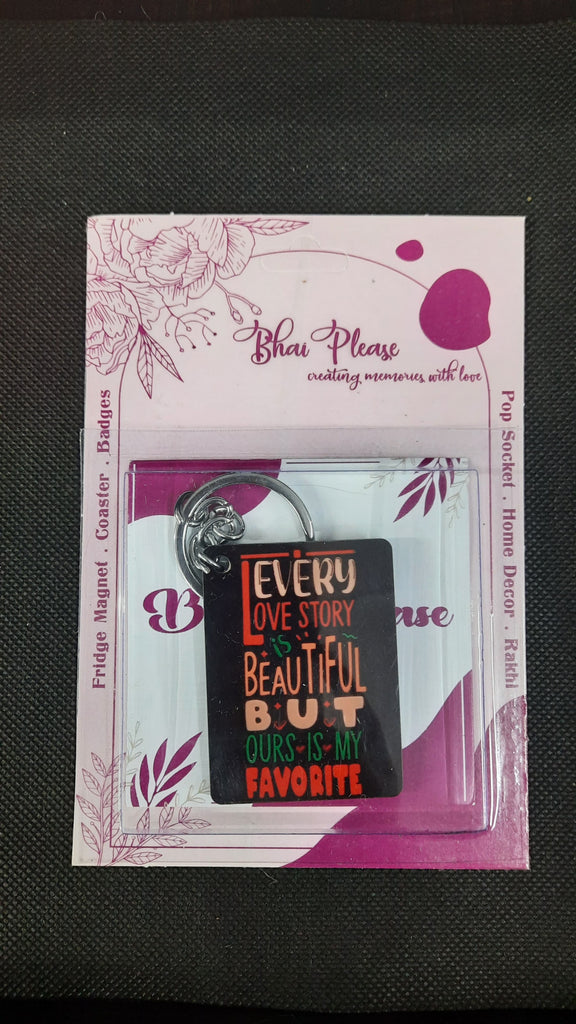 Bhai Please
creating memories with love
Fridge Magnet . Coaster . Badges
Pop Socket . Home Decor . Rakhi
EVERY
LOVE STORY
is
BEAUTIFUL
BUT
OURS IS MY
FAVORITE